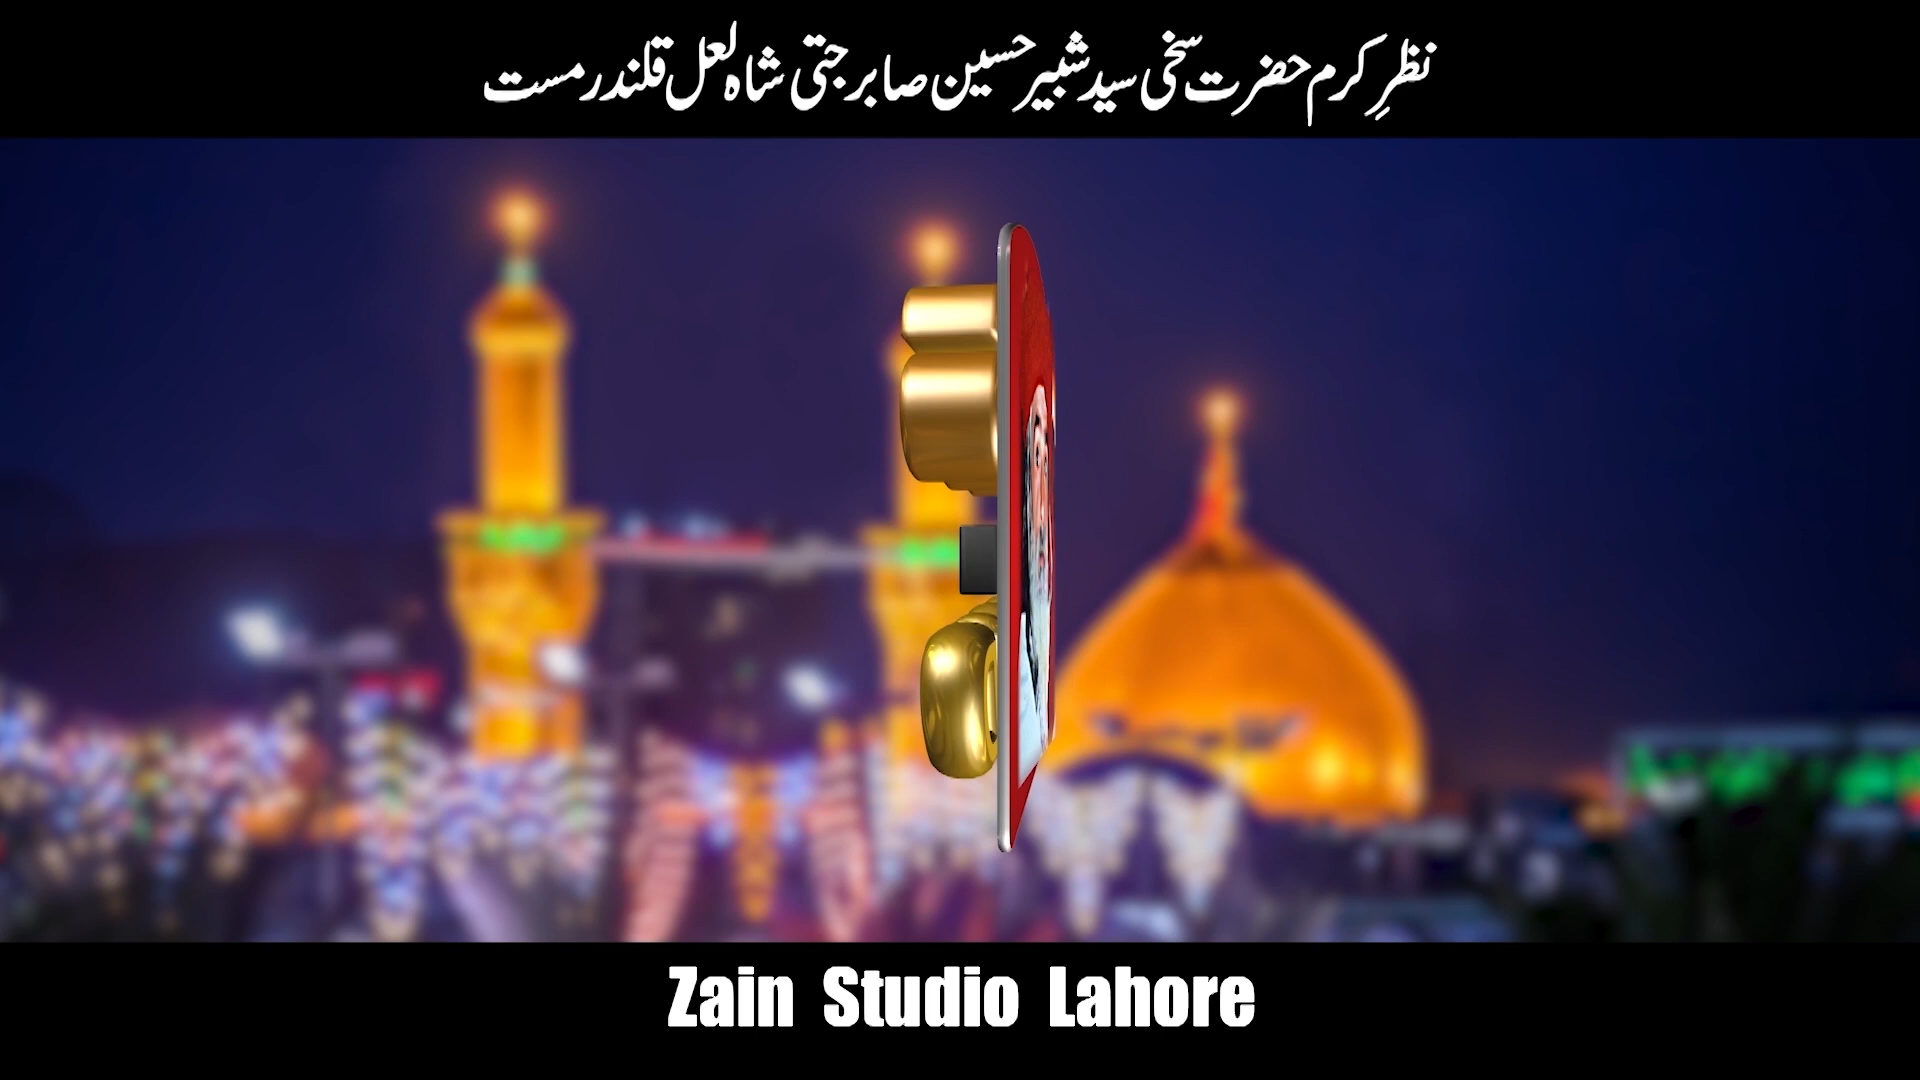 نظرِ کرم حضرت سخی سید شبیر حسین صابر جتی شاہ لعل قلندر مست
Zain Studio Lahore